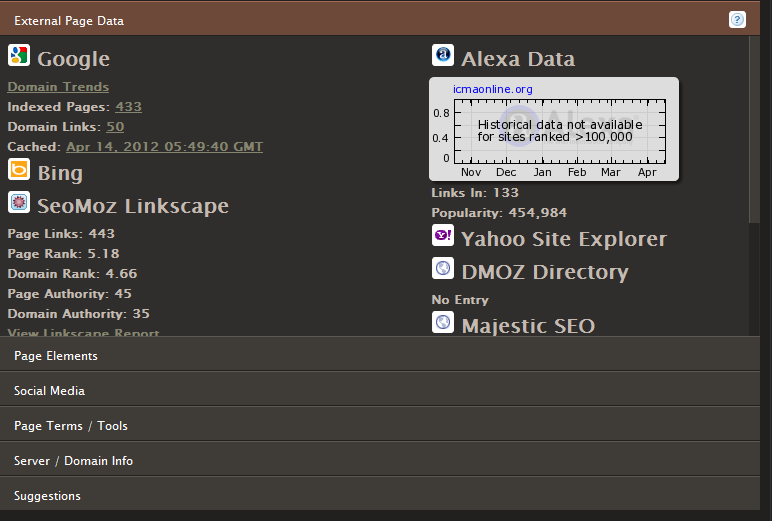 External Page Data
?
Google
Domain Trends
Indexed Pages: 433
Domain Links: 50
Cached: Apr 14, 2012 05:49:40 GMT
Bing
SeoMoz Linkscape
Page Links: 443
Page Rank: 5.18
Domain Rank: 4.66
Page Authority: 45
Domain Authority: 35
View Linkscape Report
Alexa Data
icmaonline.org
Alexa
0.8
0.4
0
Historical data not available
for sites ranked >100,000
Nov Dec Jan Feb Mar Apr
Links In: 133
Popularity: 454,984
Y! Yahoo Site Explorer
DMOZ Directory
No Entry
Majestic SEO
Page Elements
Social Media
Page Terms / Tools
Server / Domain Info
Suggestions